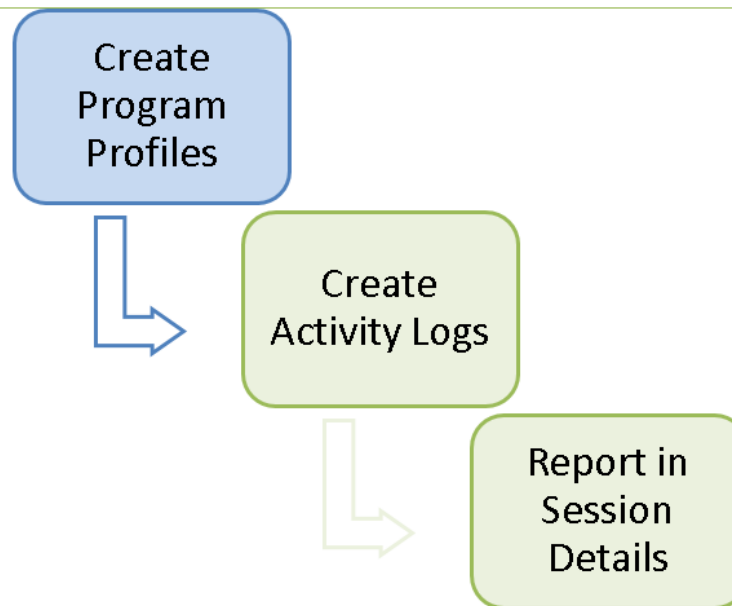 Create
Program
Profiles
Create
Activity Logs
Report in
Session
Details